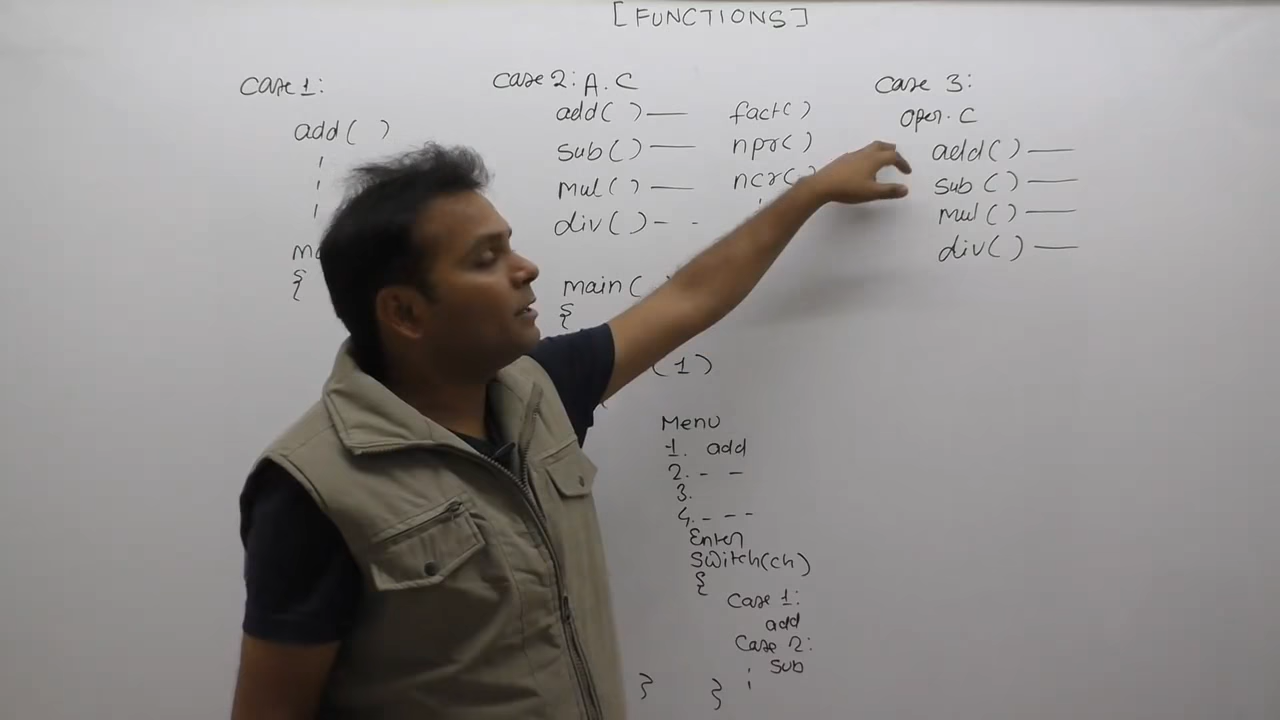 [FUNCTIONS]
Case 1:
add( )
{
Case 2: A.C
add( )
sub( )
mul( )
div( )
fact( )
npr( )
ncr(
main(
{
(1)
Menu
1. add
2. - -
3.
4. - - -
Enter
Switch(ch)
{
Case 1:
add
Case 2:
sub
}
}
Case 3:
oper.C
add( )
sub( )
mul( )
div( )